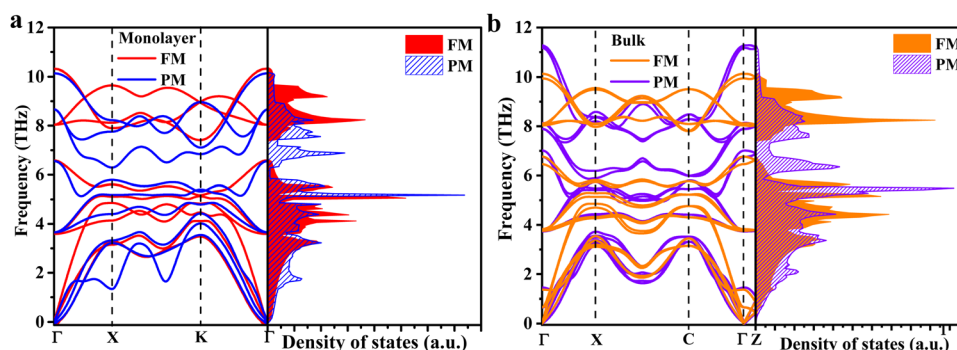 a
Monolayer
FM
PM
FM
PM
Frequency (THz)
12
10
8
6
4
2
0
Γ
X
K
Γ
Density of states (a.u.)
b
Bulk
FM
PM
FM
PM
Frequency (THz)
12
10
8
6
4
2
0
Γ
X
C
Γ
Z
Density of states (a.u.)